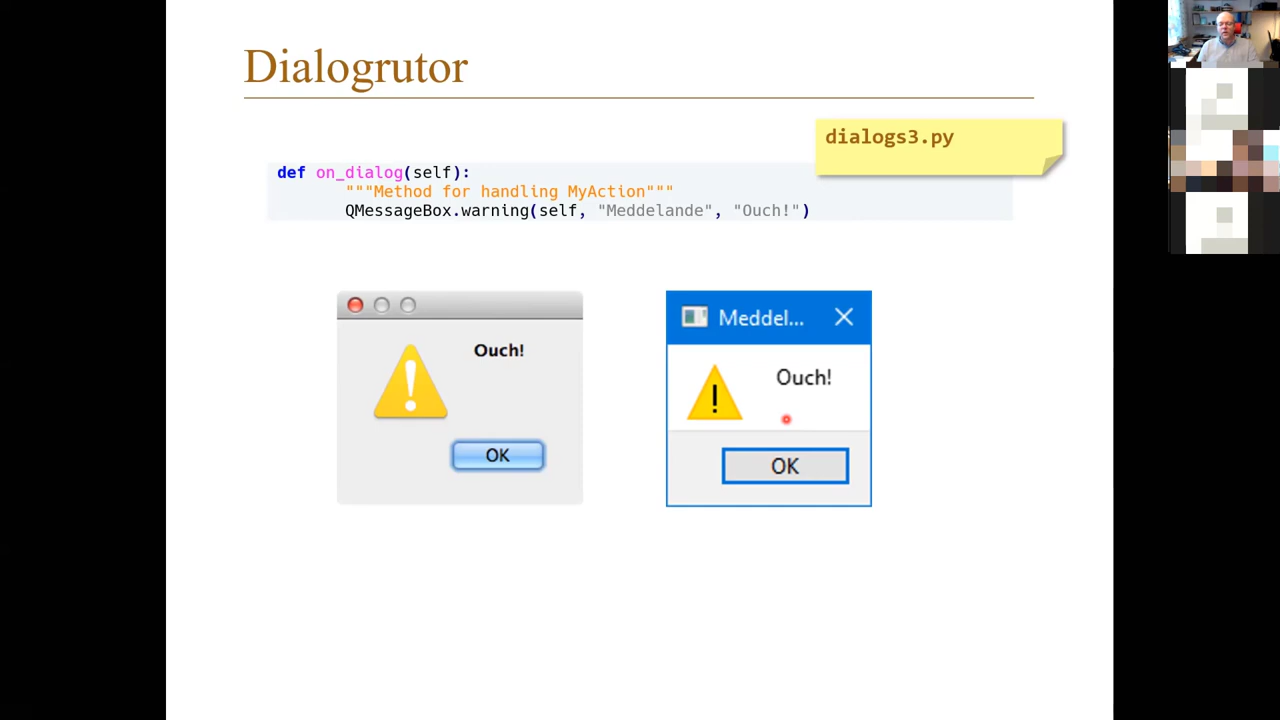 Dialogrutor
dialogs3.py
def on_dialog(self):
"""Method for handling MyAction"""
QMessageBox.warning(self, "Meddelande", "Ouch!")
Ouch!
OK
Meddel...
Ouch!
OK